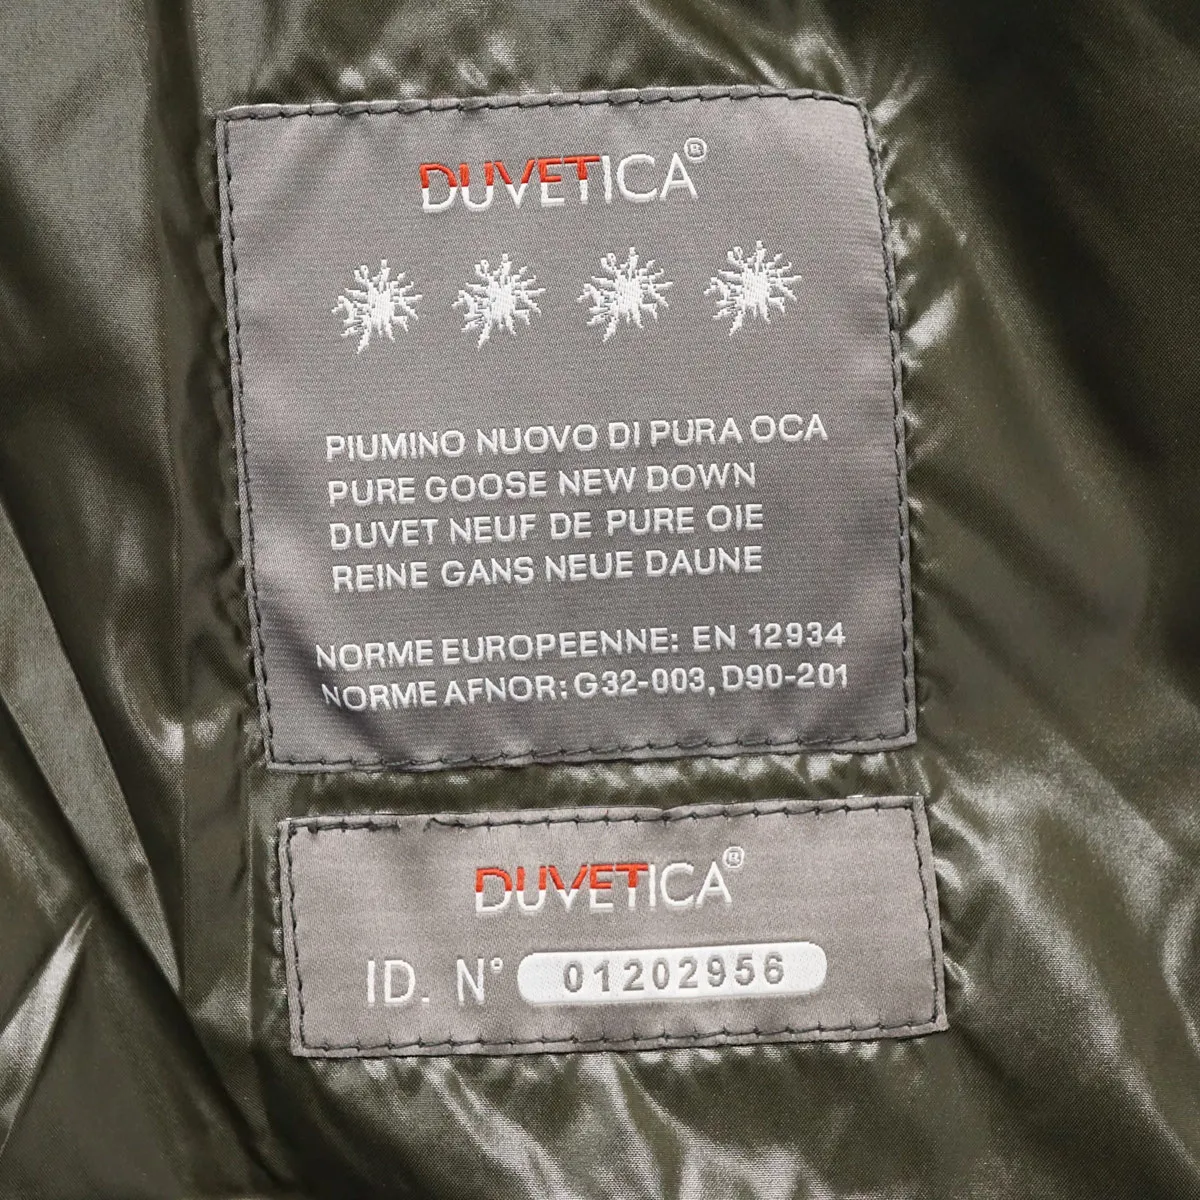 DUVETICA®
PIUMINO NUOVO DI PURA OCA
PURE GOOSE NEW DOWN
DUVET NEUF DE PURE OIE
REINE GANS NEUE DAUNE
NORME EUROPEENNE: EN 12934
NORME AFNOR: G32-003, D90-201
DUVETICA®
ID. N° 01202956